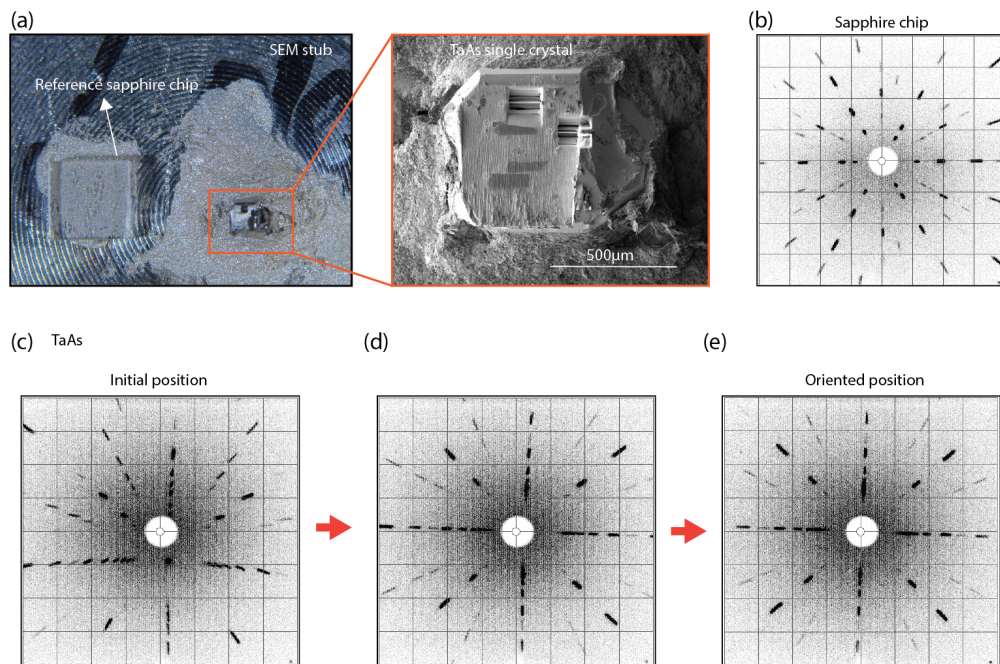 (a)
SEM stub
Reference sapphire chip
TaAs single crystal
500µm
(b)
Sapphire chip
(c) TaAs
Initial position
(d)
(e)
Oriented position